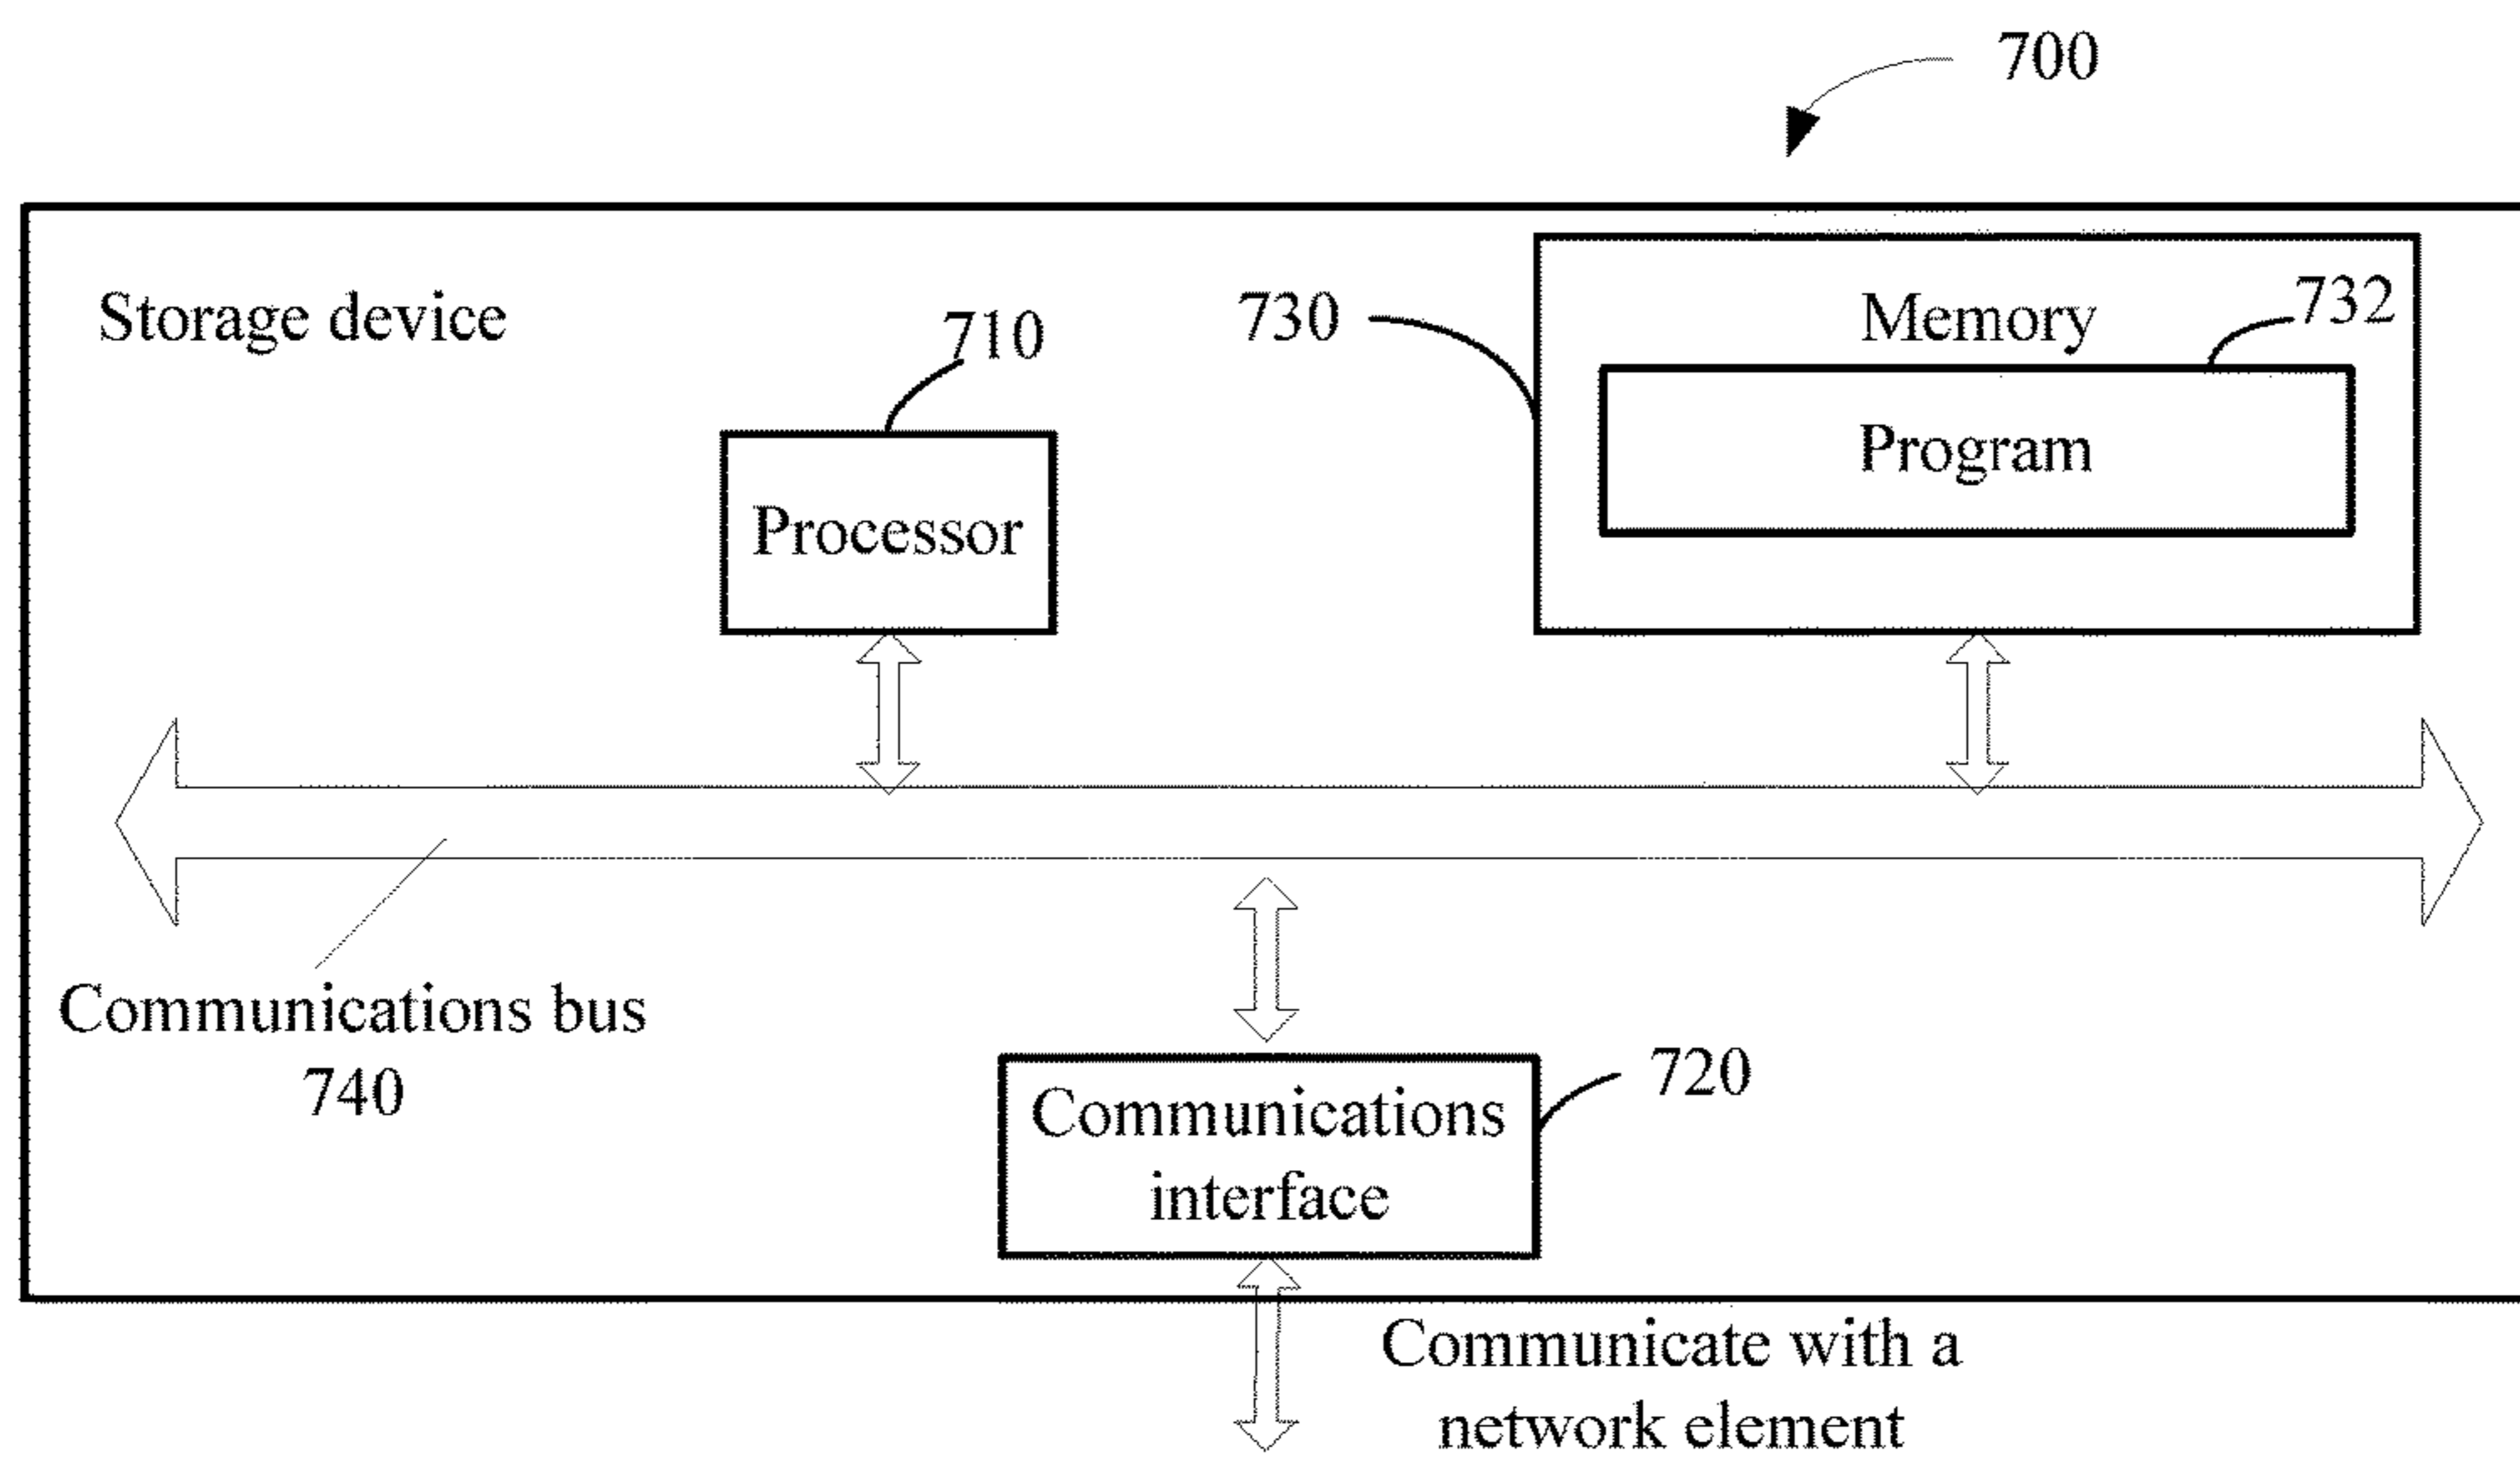 700
Storage device
710
730
Memory
732
Program
Processor
Communications bus
740
720
Communications
interface
Communicate with a
network element